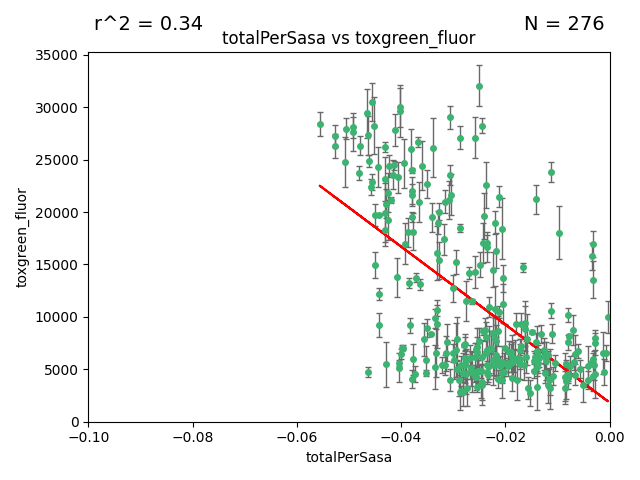 r^2 = 0.34
N = 276
totalPerSasa vs toxgreen_fluor
35000
30000
25000
20000
15000
10000
5000
0
toxgreen_fluor
−0.10
−0.08
−0.06
−0.04
−0.02
0.00
totalPerSasa